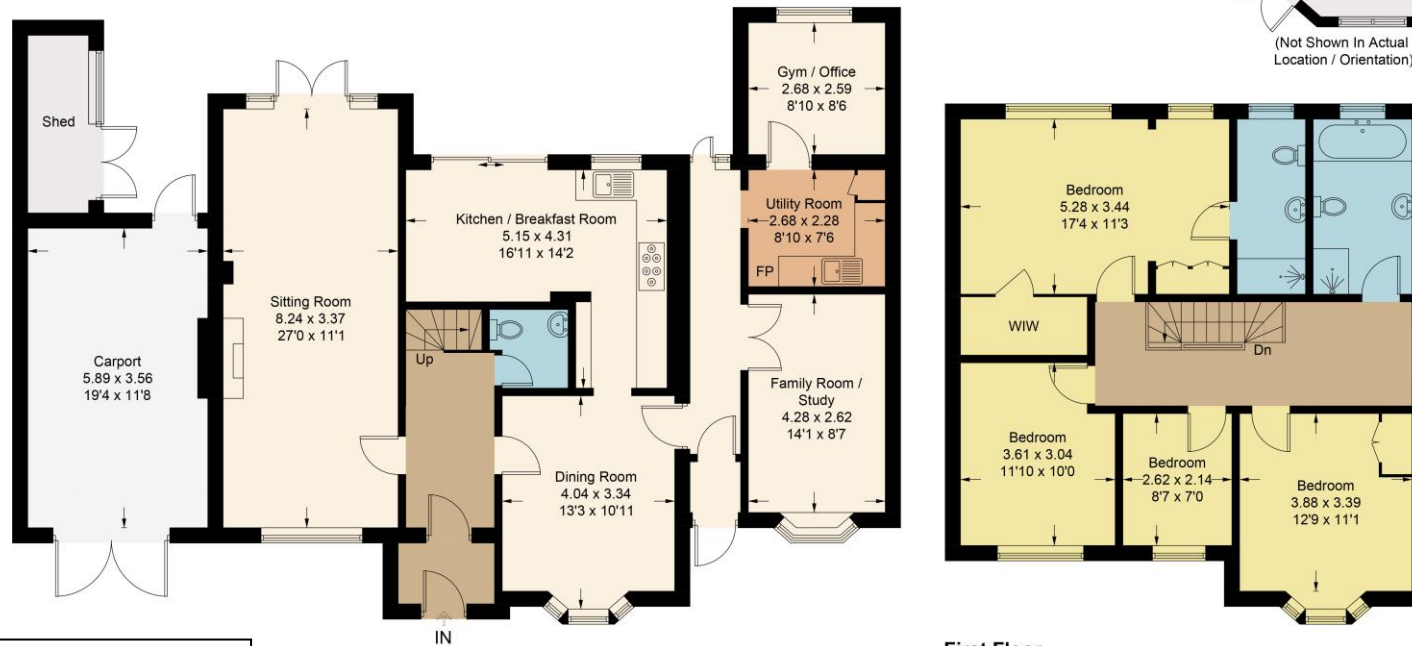 (Not Shown In Actual
Location / Orientation)
Shed
Gym / Office
2.68 x 2.59
8'10 x 8'6
Kitchen / Breakfast Room
5.15 x 4.31
16'11 x 14'2
Utility Room
2.68 x 2.28
8'10 x 7'6
FP
Sitting Room
8.24 x 3.37
27'0 x 11'1
Carport
5.89 x 3.56
19'4 x 11'8
Up
Family Room /
Study
4.28 x 2.62
14'1 x 8'7
Dining Room
4.04 x 3.34
13'3 x 10'11
IN
Bedroom
5.28 x 3.44
17'4 x 11'3
WIW
Dn
Bedroom
3.61 x 3.04
11'10 x 10'0
Bedroom
2.62 x 2.14
8'7 x 7'0
Bedroom
3.88 x 3.39
12'9 x 11'1
First Floor